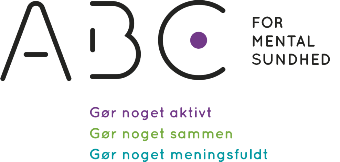 ABC FOR
MENTAL
SUNDHED
Gør noget aktivt
Gør noget sammen
Gør noget meningsfuldt